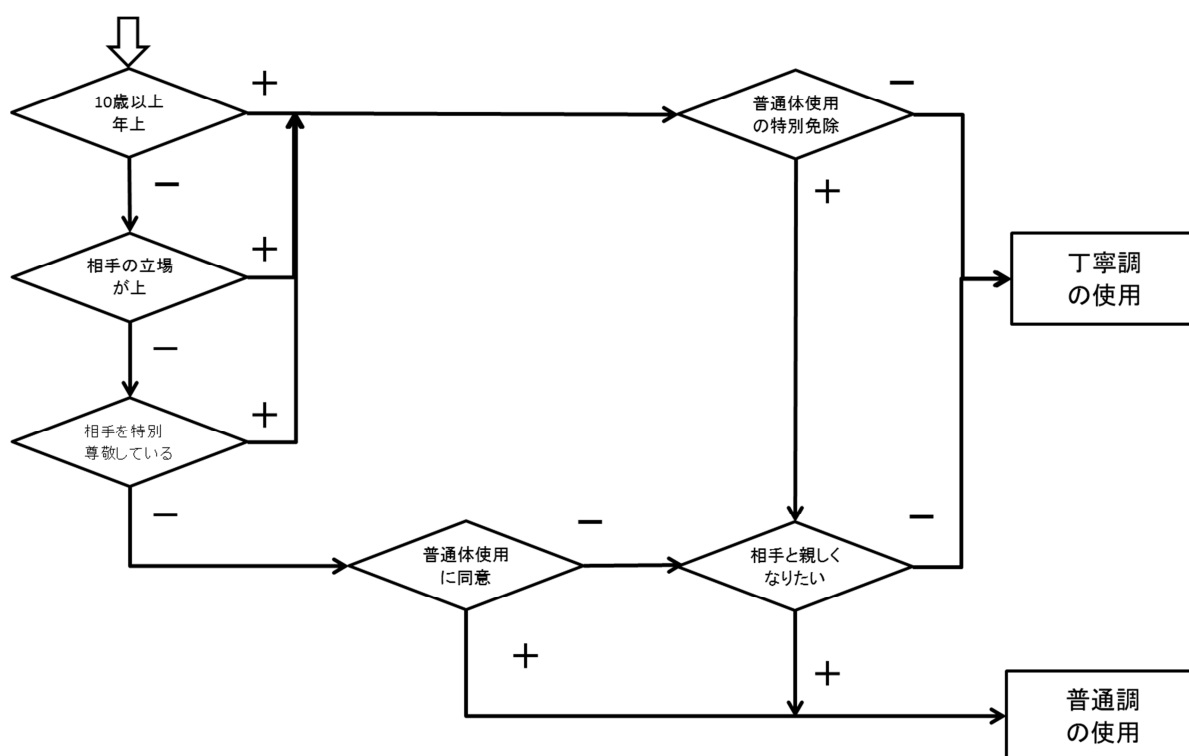 10歳以上
年上
+
普通体使用
の特別免除
−
−
+
相手の立場
が上
+
丁寧調
の使用
−
相手を特別
尊敬している
+
−
普通体使用
に同意
−
相手と親しく
なりたい
−
+
+
普通調
の使用